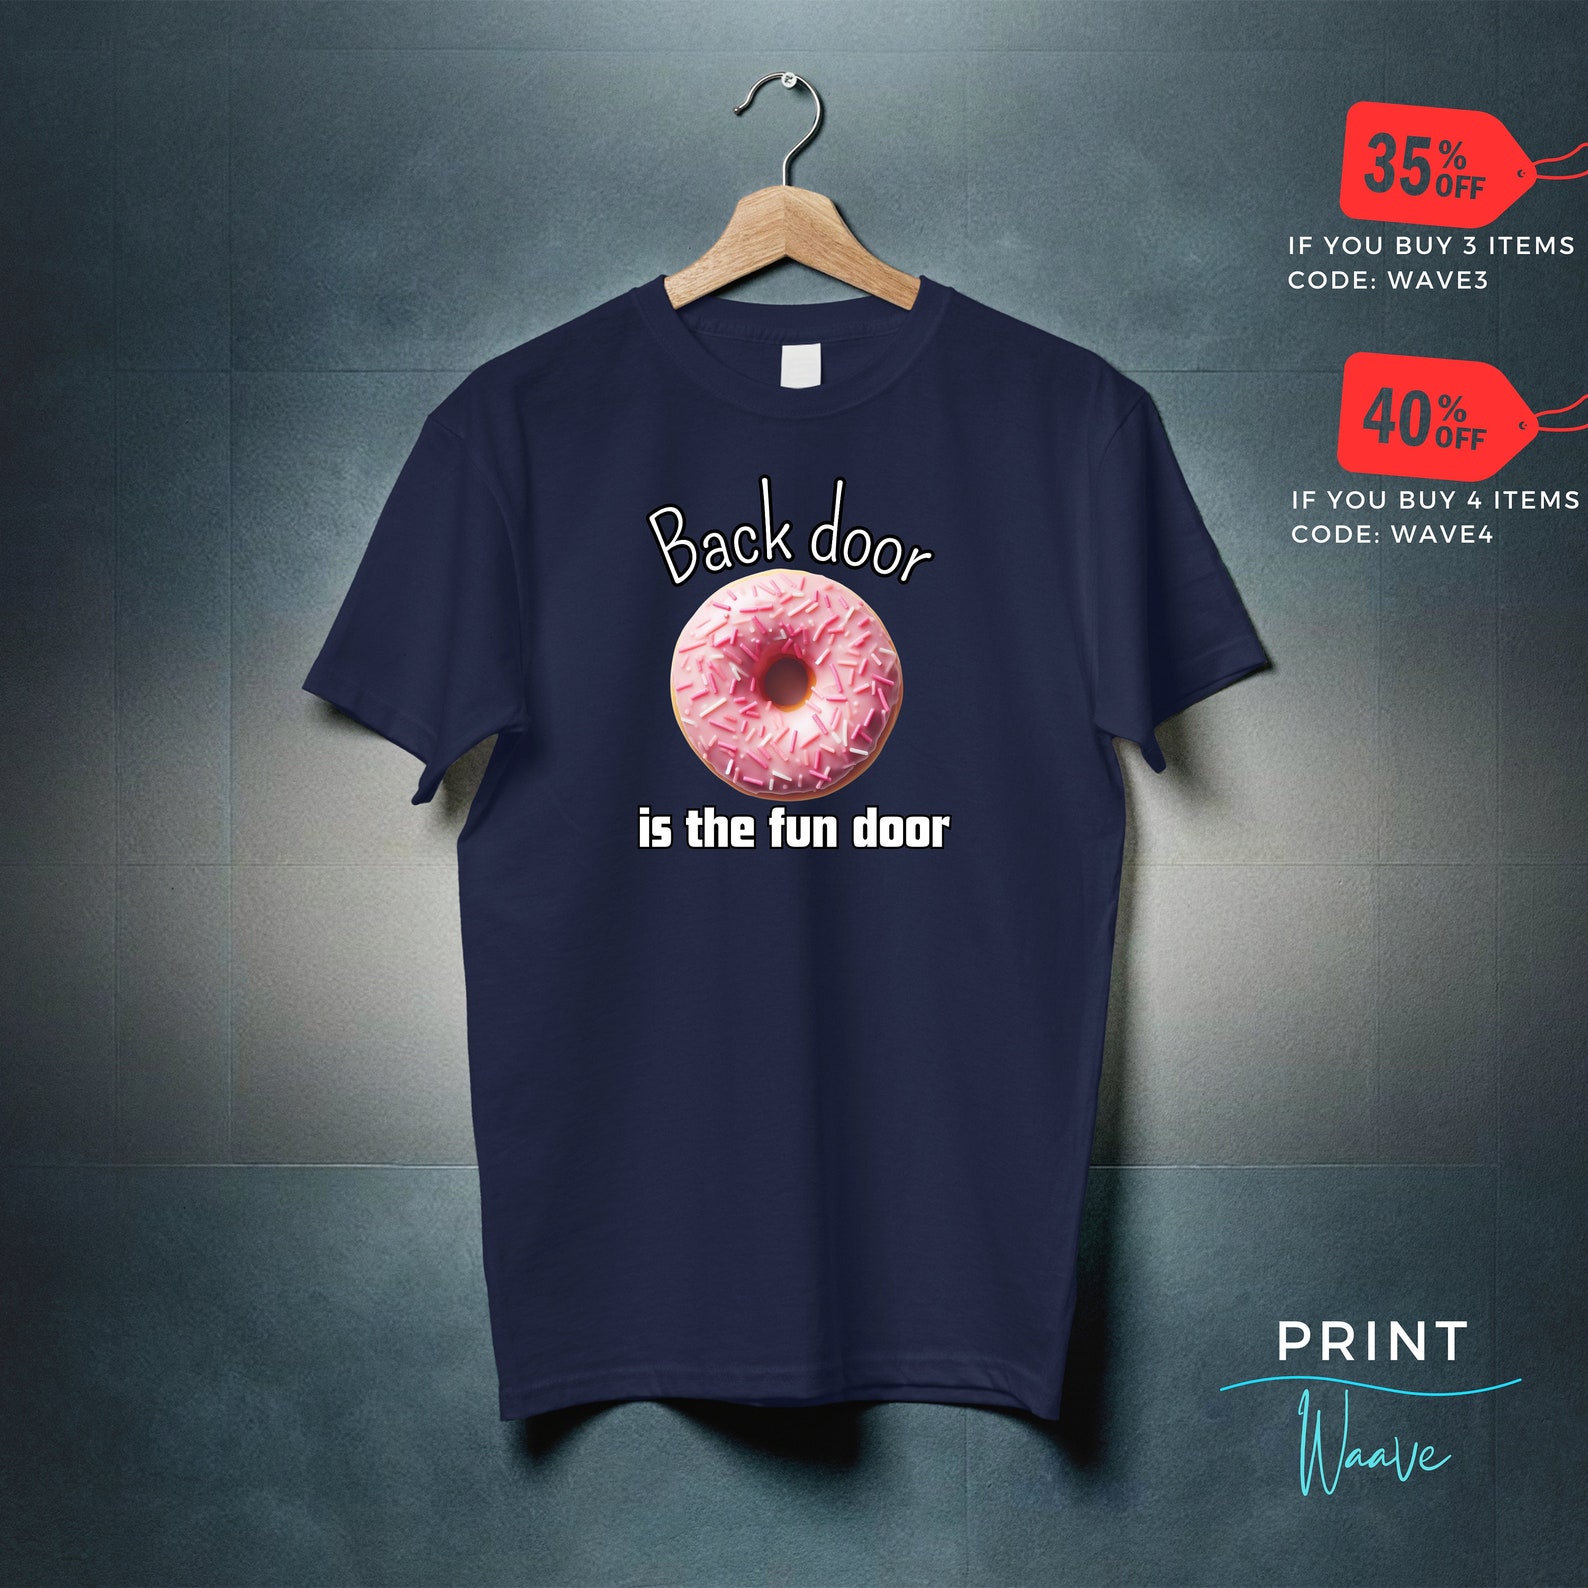 Back door
is the fun door
35% OFF
IF YOU BUY 3 ITEMS
CODE: WAVE3
40% OFF
IF YOU BUY 4 ITEMS
CODE: WAVE4
PRINT
Waave